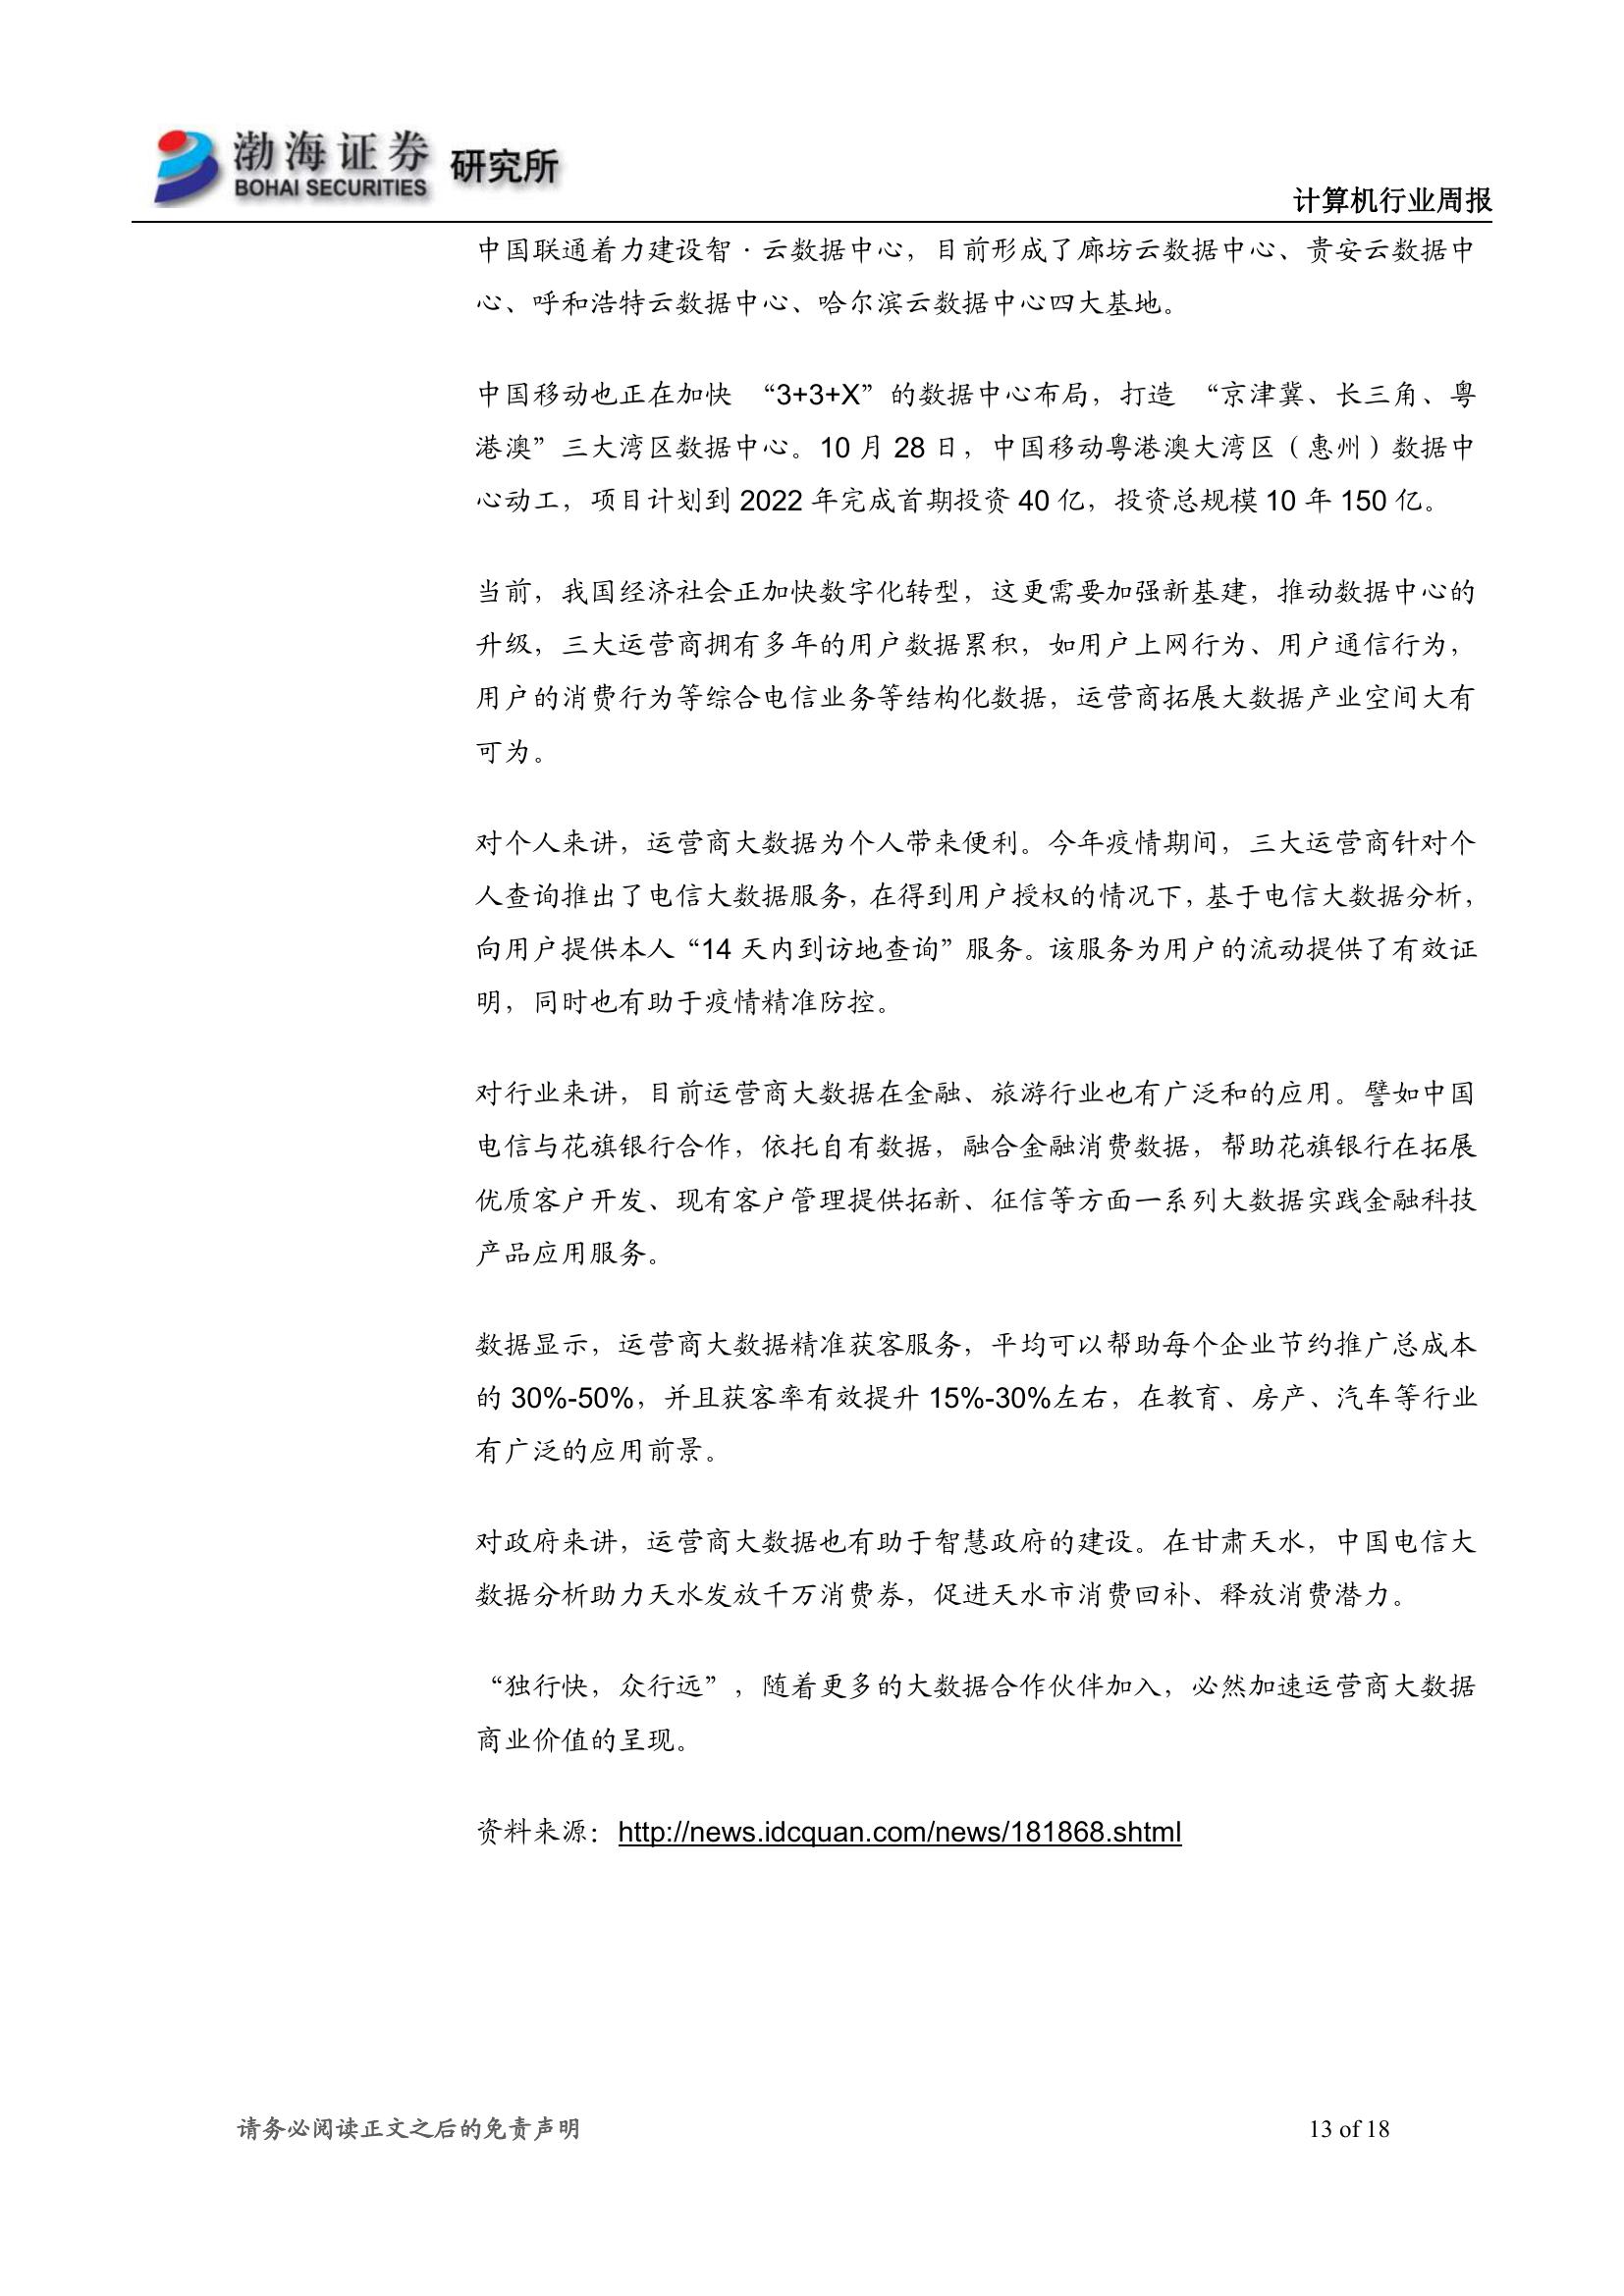 渤海证券 研究所
BOHAI SECURITIES
计算机行业周报
中国联通着力建设智·云数据中心，目前形成了廊坊云数据中心、贵安云数据中
心、呼和浩特云数据中心、哈尔滨云数据中心四大基地。
中国移动也正在加快 “3+3+X”的数据中心布局，打造 “京津冀、长三角、粤
港澳”三大湾区数据中心。10 月 28 日，中国移动粤港澳大湾区（惠州）数据中
心动工，项目计划到 2022 年完成首期投资 40 亿，投资总规模 10 年 150 亿。
当前，我国经济社会正加快数字化转型，这更需要加强新基建，推动数据中心的
升级，三大运营商拥有多年的用户数据累积，如用户上网行为、用户通信行为，
用户的消费行为等综合电信业务等结构化数据，运营商拓展大数据产业空间大有
可为。
对个人来讲，运营商大数据为个人带来便利。今年疫情期间，三大运营商针对个
人查询推出了电信大数据服务，在得到用户授权的情况下，基于电信大数据分析，
向用户提供本人“14 天内到访地查询”服务。该服务为用户的流动提供了有效证
明，同时也有助于疫情精准防控。
对行业来讲，目前运营商大数据在金融、旅游行业也有广泛和的应用。譬如中国
电信与花旗银行合作，依托自有数据，融合金融消费数据，帮助花旗银行在拓展
优质客户开发、现有客户管理提供拓新、征信等方面一系列大数据实践金融科技
产品应用服务。
数据显示，运营商大数据精准获客服务，平均可以帮助每个企业节约推广总成本
的 30%-50%，并且获客率有效提升 15%-30%左右，在教育、房产、汽车等行业
有广泛的应用前景。
对政府来讲，运营商大数据也有助于智慧政府的建设。在甘肃天水，中国电信大
数据分析助力天水发放千万消费券，促进天水市消费回补、释放消费潜力。
“独行快，众行远”，随着更多的大数据合作伙伴加入，必然加速运营商大数据
商业价值的呈现。
资料来源：http://news.idcquan.com/news/181868.shtml
请务必阅读正文之后的免责声明
13 of 18